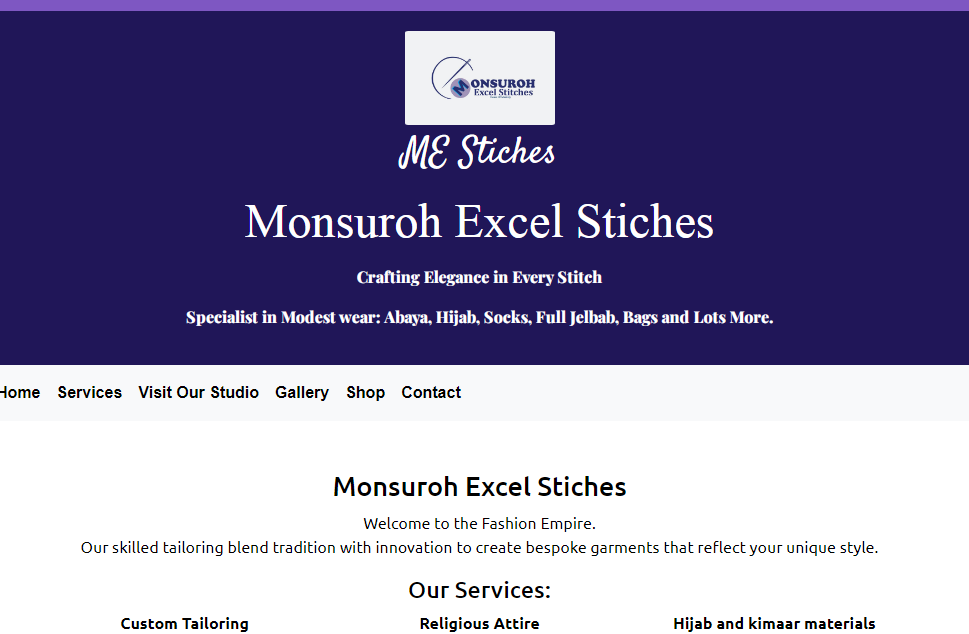 MONSUROH
Excel Stitches
ME Stiches
Monsuroh Excel Stiches
Crafting Elegance in Every Stitch
Specialist in Modest wear: Abaya, Hijab, Socks, Full Jelbab, Bags and Lots More.
Home Services Visit Our Studio Gallery Shop Contact
Monsuroh Excel Stiches
Welcome to the Fashion Empire.
Our skilled tailoring blend tradition with innovation to create bespoke garments that reflect your unique style.
Our Services:
Custom Tailoring Religious Attire Hijab and kimaar materials